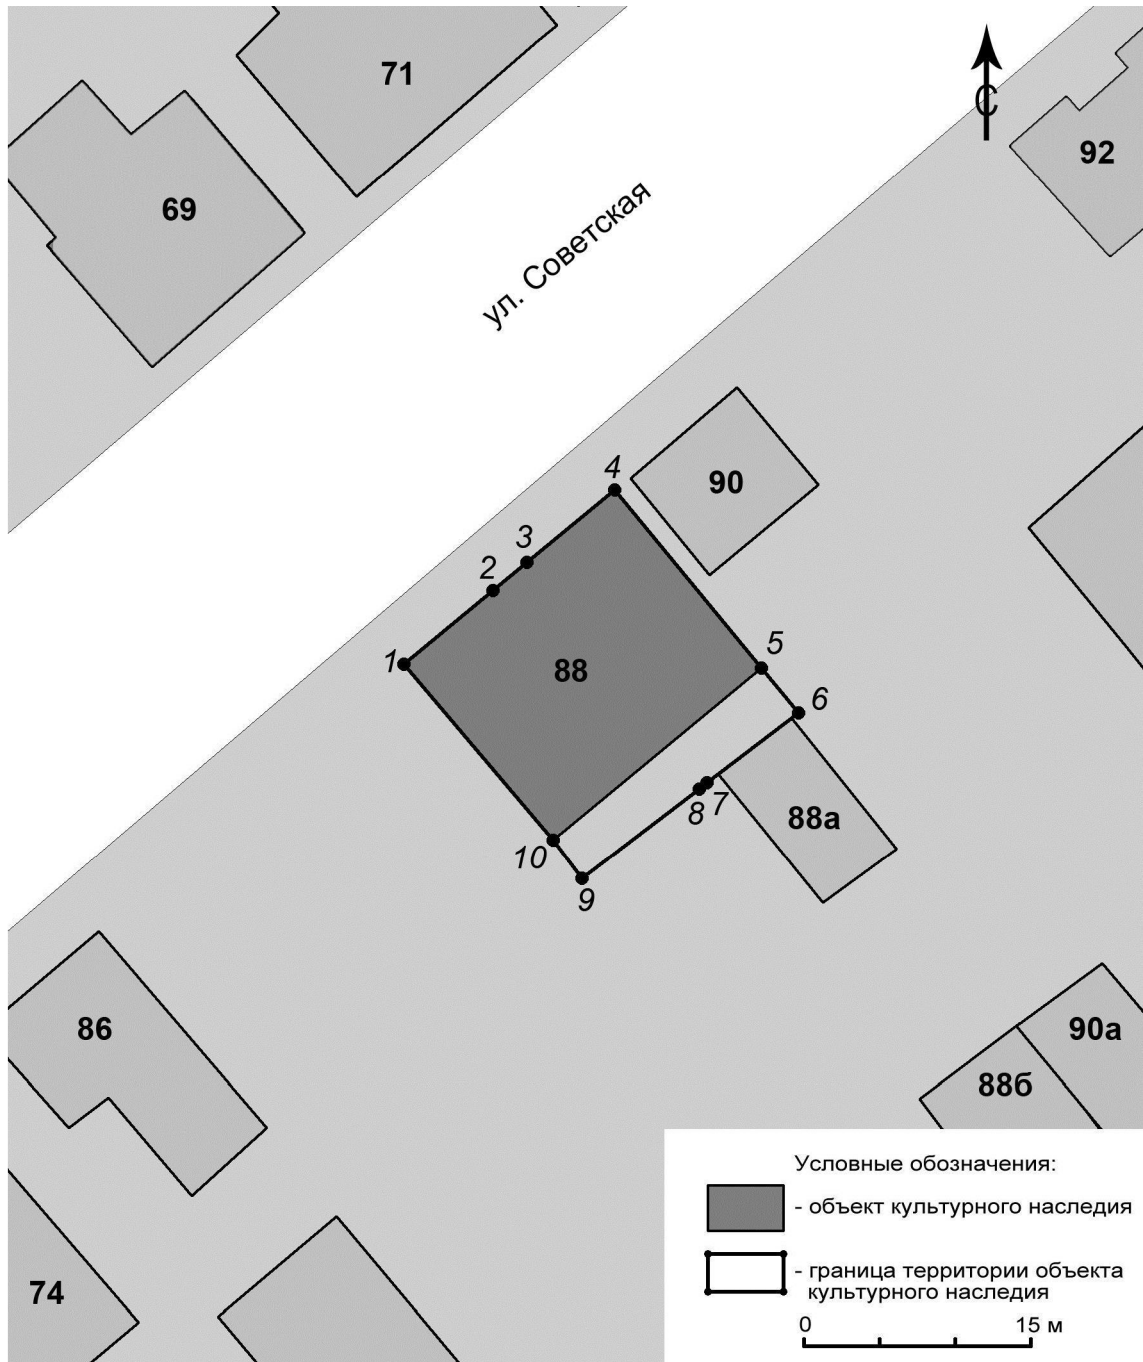 71
С
92
69
ул. Советская
4
90
3
2
1
88
5
6
7
8
88а
10
9
86
90а
88б
Условные обозначения:
- объект культурного наследия
- граница территории объекта
культурного наследия
74
0 15 м